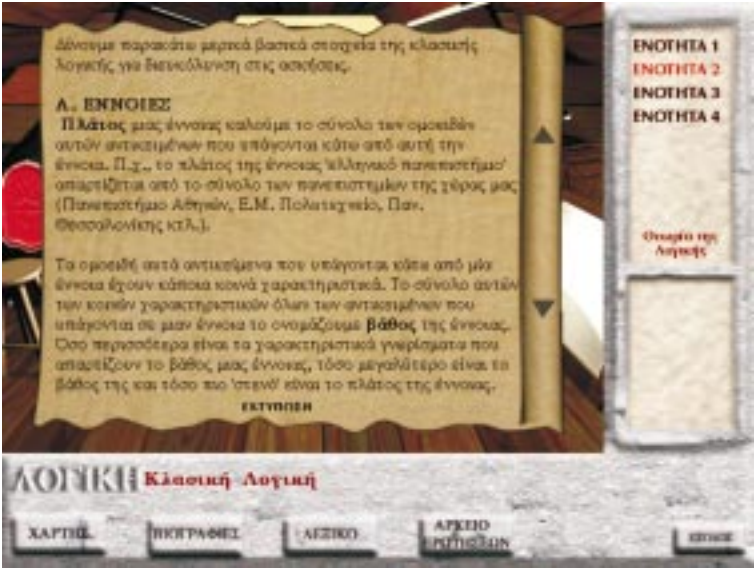 Δίνουμε παρακάτω μερικά βασικά στοιχεία της κλασικής
λογικής για διευκόλυνση στις ασκήσεις.
Α. ΕΝΝΟΙΕΣ
Πλάτος μιας έννοιας καλούμε το σύνολο των ομοειδών
αυτών αντικειμένων που υπάγονται κάτω από αυτή την
έννοια. Π.χ., το πλάτος της έννοιας 'ελληνικό πανεπιστήμιο'
απαρτίζεται από το σύνολο των πανεπιστημίων της χώρας μας
(Πανεπιστήμιο Αθηνών, Ε.Μ. Πολυτεχνείο, Παν.
Θεσσαλονίκης κτλ.).
Τα ομοειδή αυτά αντικείμενα που υπάγονται κάτω από μία
έννοια έχουν κάποια κοινά χαρακτηριστικά. Το σύνολο αυτών
των κοινών χαρακτηριστικών όλων των αντικειμένων που
υπάγονται σε μιαν έννοια το ονομάζουμε βάθος της έννοιας.
Όσο περισσότερα είναι τα χαρακτηριστικά γνωρίσματα που
απαρτίζουν το βάθος μιας έννοιας, τόσο μεγαλύτερο είναι το
βάθος της και τόσο πιο 'στενό' είναι το πλάτος της έννοιας.
ΕΚΤΥΠΩΣΗ
ΕΝΟΤΗΤΑ 1
ΕΝΟΤΗΤΑ 2
ΕΝΟΤΗΤΑ 3
ΕΝΟΤΗΤΑ 4
Θεωρία της
Λογικής
ΛΟΓΙΚΗ Κλασική Λογική
ΧΑΡΤΗΣ
ΒΙΟΓΡΑΦΙΕΣ
ΛΕΞΙΚΟ
ΑΡΧΕΙΟ
ΕΡΩΤΗΣΕΩΝ
ΕΞΟΔΟΣ